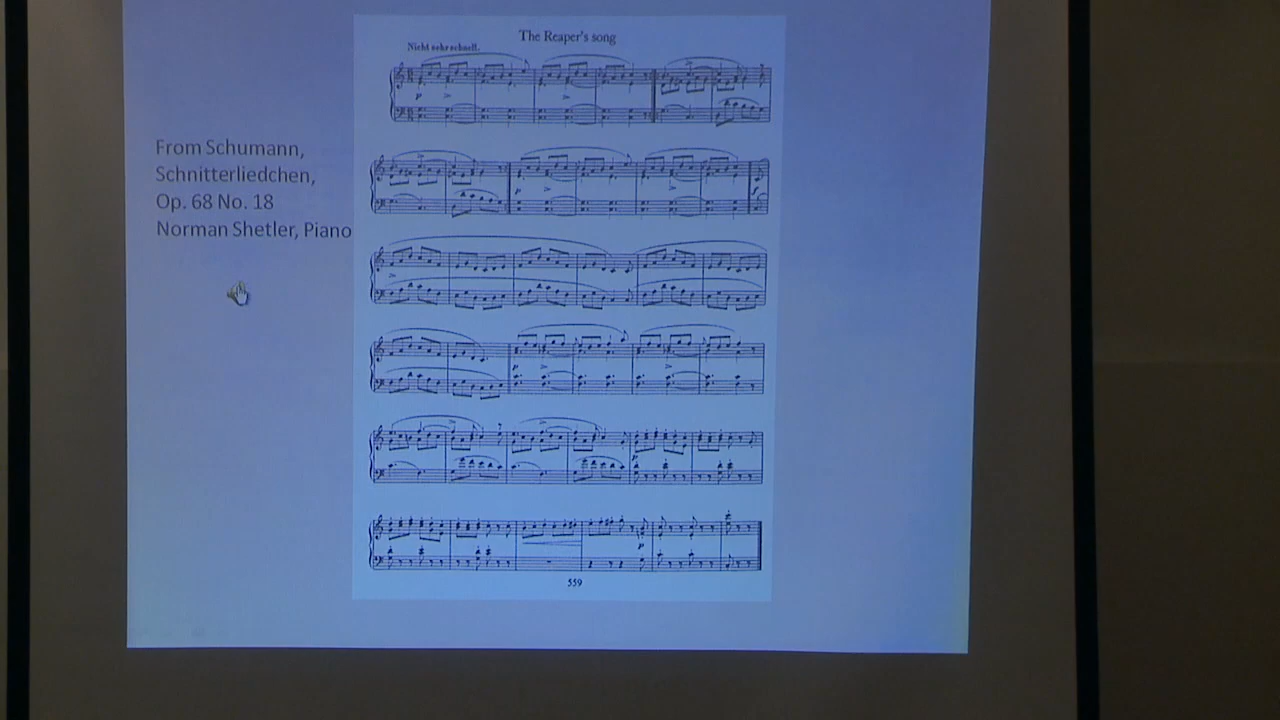 The Reaper's song
Nicht sehr schnell.
From Schumann,
Schnitterliedchen,
Op. 68 No. 18
Norman Shetler, Piano
p
p
f
p
p
p
559